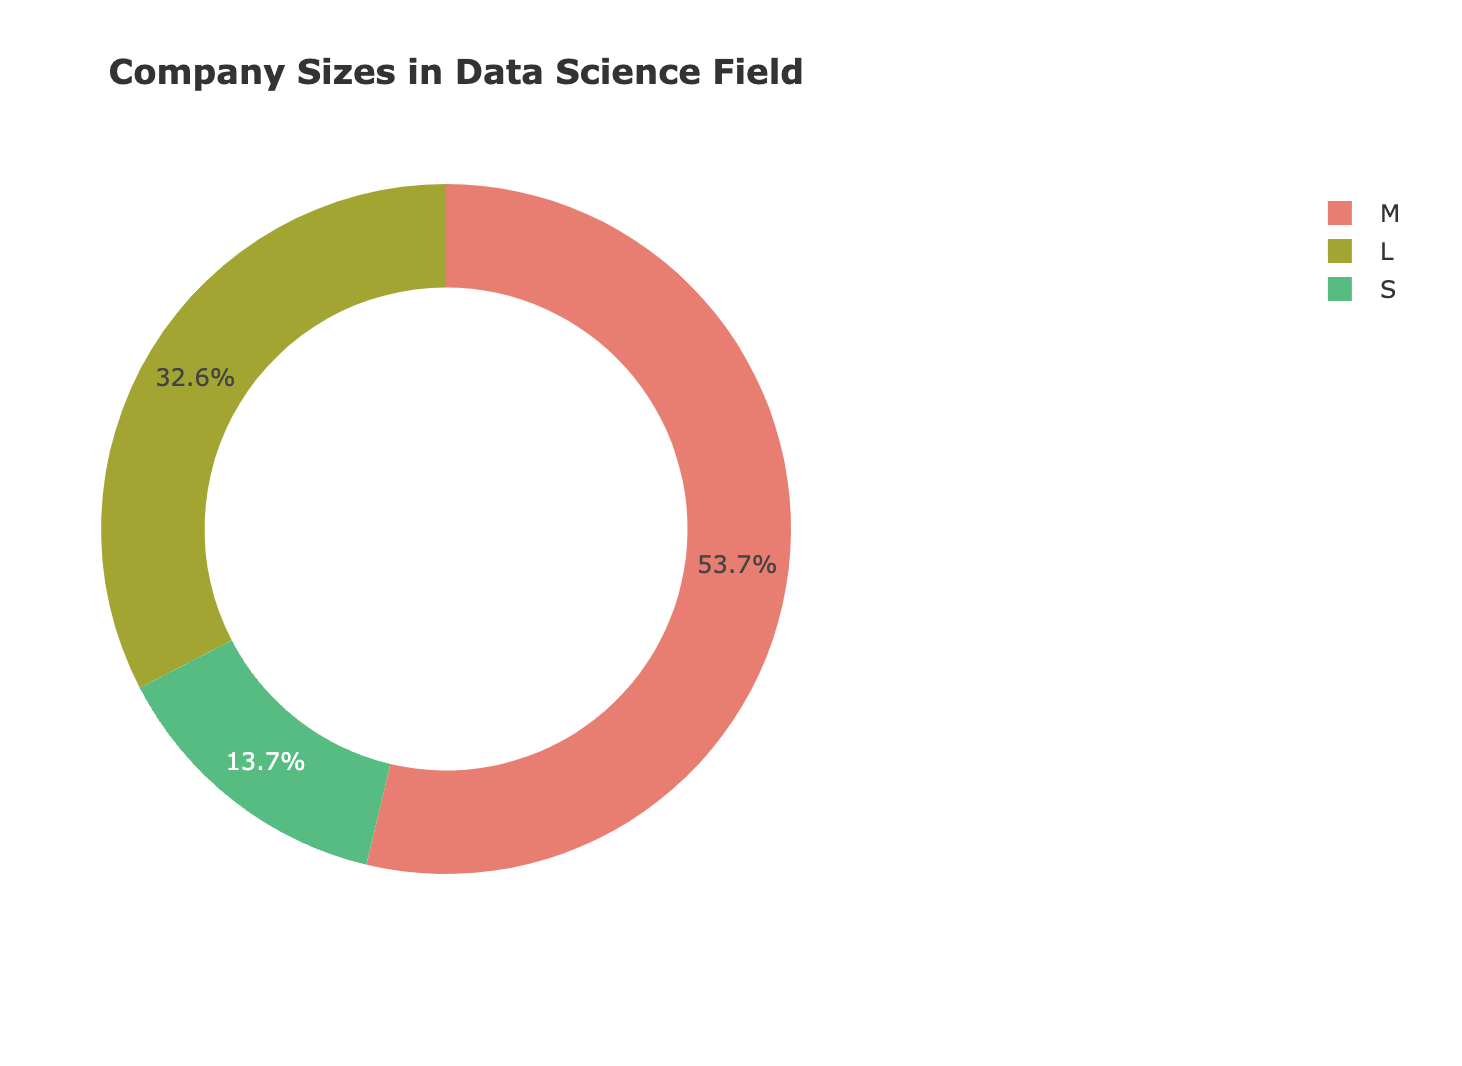 Company Sizes in Data Science Field
M
L
S
32.6%
53.7%
13.7%